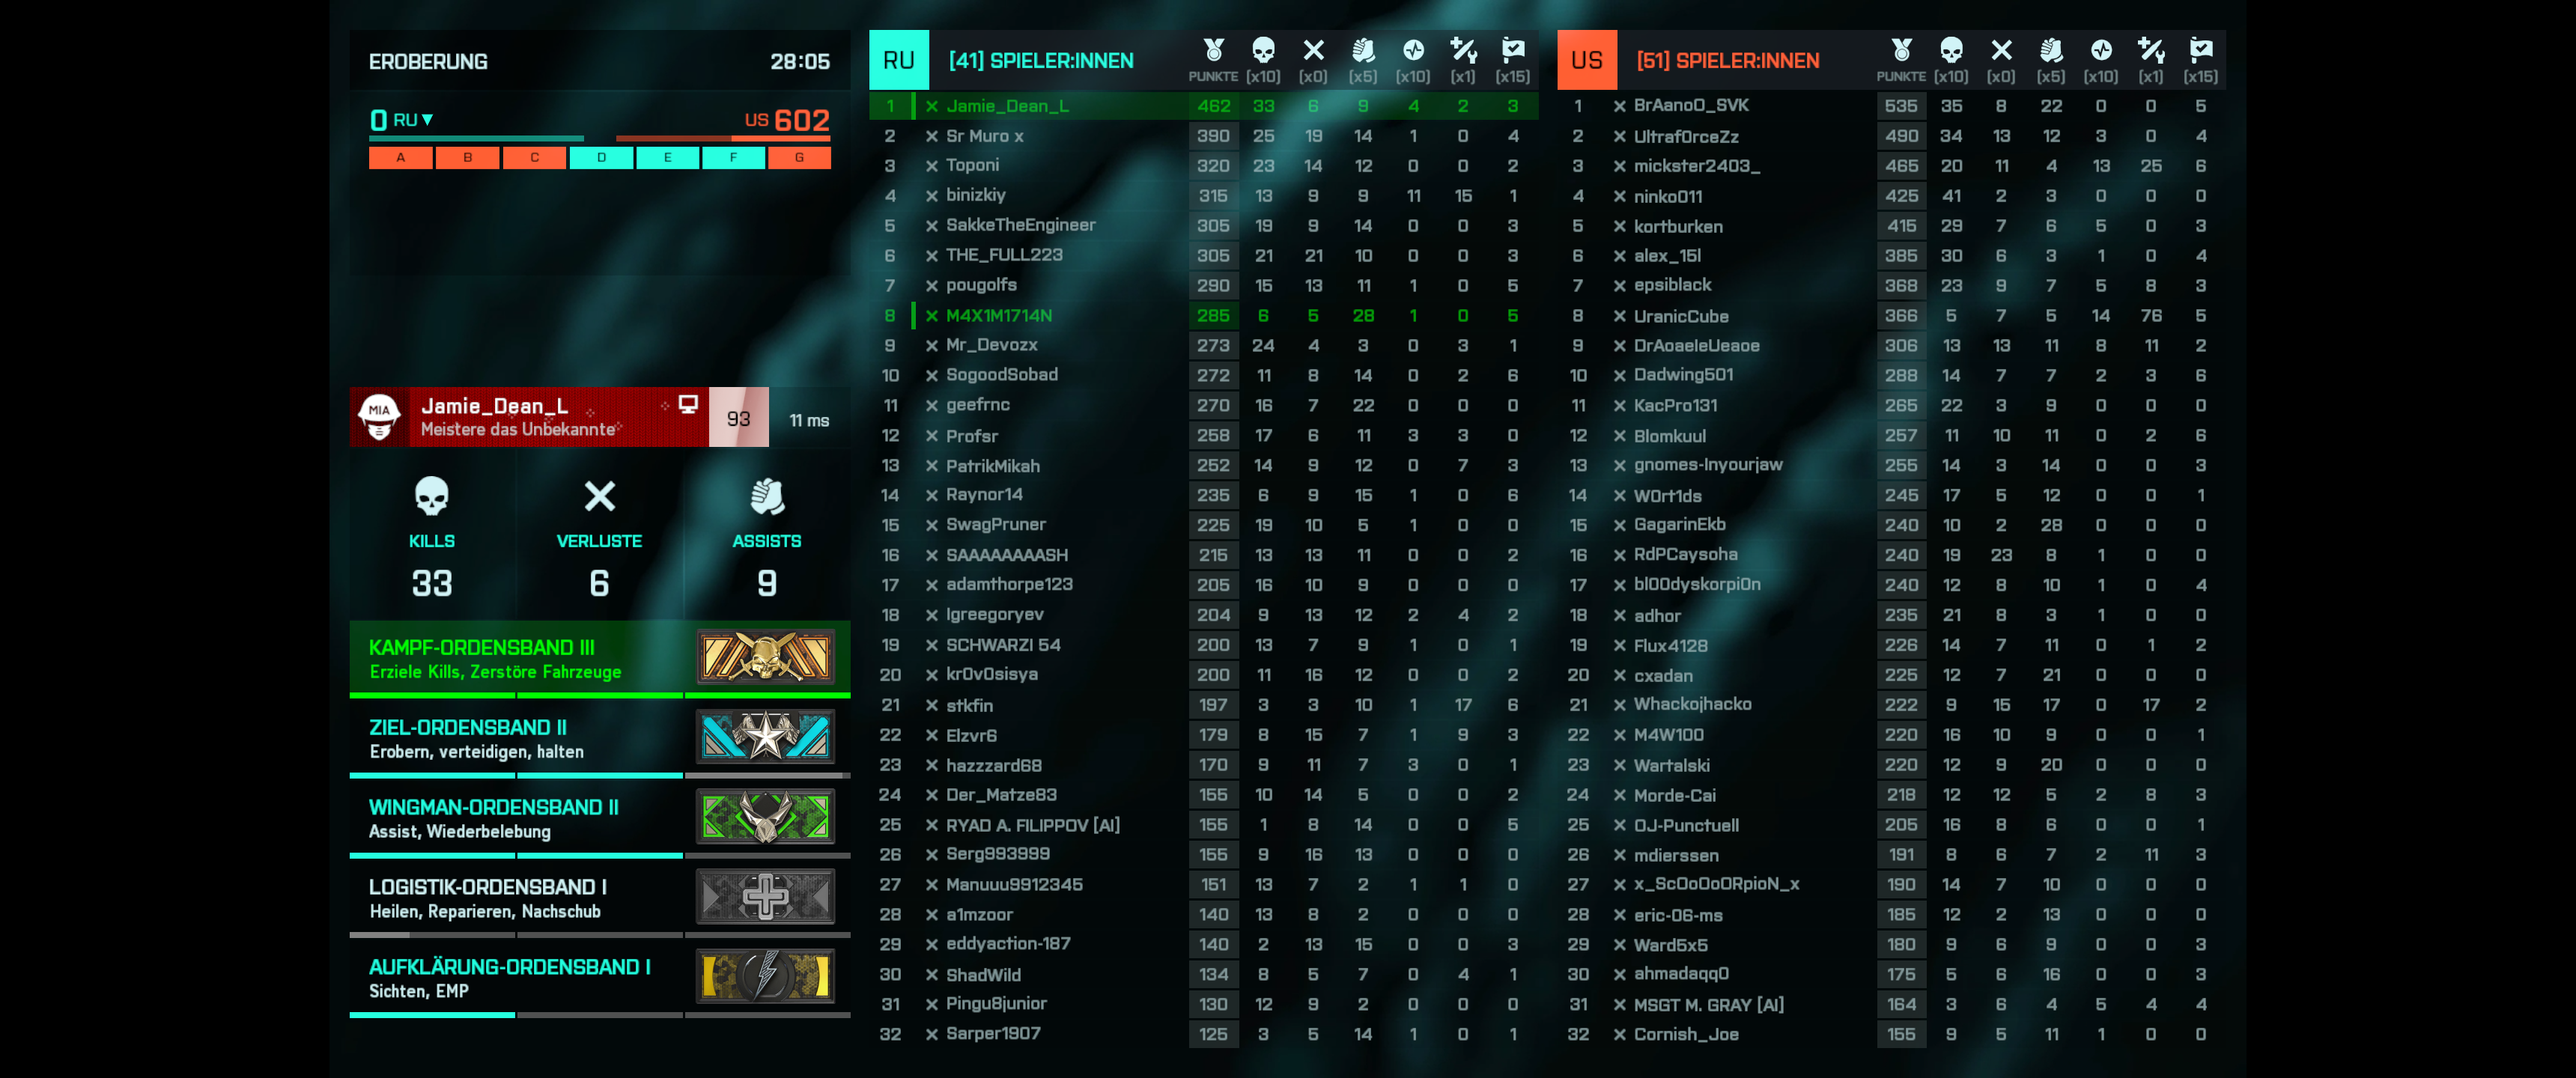 EROBERUNG 28:05
0 RU ▼ US 602
A B C D E F G
MIA
Jamie_Dean_L 93 11 ms
Meistere das Unbekannte
KILLS VERLUSTE ASSISTS
33 6 9
KAMPF-ORDENSBAND III
Erziele Kills, Zerstöre Fahrzeuge
ZIEL-ORDENSBAND II
Erobern, verteidigen, halten
WINGMAN-ORDENSBAND II
Assist, Wiederbelebung
LOGISTIK-ORDENSBAND I
Heilen, Reparieren, Nachschub
AUFKLÄRUNG-ORDENSBAND I
Sichten, EMP
RU [41] SPIELER:INNEN
PUNKTE [x10] [x0] [x5] [x10] [x1] [x15]
1 Jamie_Dean_L 462 33 6 9 4 2 3
2 Sr Muro x 390 25 19 14 1 0 4
3 Toponi 320 23 14 12 0 0 2
4 binizkiy 315 13 9 9 11 15 1
5 SakkeTheEngineer 305 19 9 14 0 0 3
6 THE_FULL223 305 21 21 10 0 0 3
7 pougolfs 290 15 13 11 1 0 5
8 M4X1M1714N 285 6 5 28 1 0 5
9 Mr_Devozx 273 24 4 3 0 3 1
10 SogoodSobad 272 11 8 14 0 2 6
11 geefrnc 270 16 7 22 0 0 0
12 Profsr 258 17 6 11 3 3 0
13 PatrikMikah 252 14 9 12 0 7 3
14 Raynor14 235 6 9 15 1 0 6
15 SwagPruner 225 19 10 5 1 0 0
16 SAAAAAAAASH 215 13 13 11 0 0 2
17 adamthorpe123 205 16 10 9 0 0 0
18 lgreegoryev 204 9 13 12 2 4 2
19 SCHWARZI 54 200 13 7 9 1 0 1
20 kr0v0sisya 200 11 16 12 0 0 2
21 stkfin 197 3 3 10 1 17 6
22 Elzvr6 179 8 15 7 1 9 3
23 hazzzard68 170 9 11 7 3 0 1
24 Der_Matze83 155 10 14 5 0 0 2
25 RYAD A. FILIPPOV [AI] 155 1 8 14 0 0 5
26 Serg993999 155 9 16 13 0 0 0
27 Manuuu9912345 151 13 7 2 1 1 0
28 a1mzoor 140 13 8 2 0 0 0
29 eddyaction-187 140 2 13 15 0 0 3
30 ShadWild 134 8 5 7 0 4 1
31 Pingu8junior 130 12 9 2 0 0 0
32 Sarper1907 125 3 5 14 1 0 1
US [51] SPIELER:INNEN
PUNKTE [x10] [x0] [x5] [x10] [x1] [x15]
1 BrAanoO_SVK 535 35 8 22 0 0 5
2 Ultraf0rceZz 490 34 13 12 3 0 4
3 mickster2403_ 465 20 11 4 13 25 6
4 ninko011 425 41 2 3 0 0 0
5 kortburken 415 29 7 6 5 0 3
6 alex_15l 385 30 6 3 1 0 4
7 epsiblack 368 23 9 7 5 8 3
8 UranicCube 366 5 7 5 14 76 5
9 DrAoaeleUeaoe 306 13 13 11 8 11 2
10 Dadwing501 288 14 7 7 2 3 6
11 KacPro131 265 22 3 9 0 0 0
12 Blomkuul 257 11 10 11 0 2 6
13 gnomes-Inyourjaw 255 14 3 14 0 0 3
14 W0rt1ds 245 17 5 12 0 0 1
15 GagarinEkb 240 10 2 28 0 0 0
16 RdPCaysoha 240 19 23 8 1 0 0
17 bl00dyskorpi0n 240 12 8 10 1 0 4
18 adhor 235 21 8 3 1 0 0
19 Flux4128 226 14 7 11 0 1 2
20 cxadan 225 12 7 21 0 0 0
21 Whackojhacko 222 9 15 17 0 17 2
22 M4W100 220 16 10 9 0 0 1
23 Wartalski 220 12 9 20 0 0 0
24 Morde-Cai 218 12 12 5 2 8 3
25 OJ-Punctuell 205 16 8 6 0 0 1
26 mdierssen 191 8 6 7 2 11 3
27 x_ScOoOoORpioN_x 190 14 7 10 0 0 0
28 eric-06-ms 185 12 2 13 0 0 0
29 Ward5x5 180 9 6 9 0 0 3
30 ahmadaqq0 175 5 6 16 0 0 3
31 MSGT M. GRAY [AI] 164 3 6 4 5 4 4
32 Cornish_Joe 155 9 5 11 1 0 0